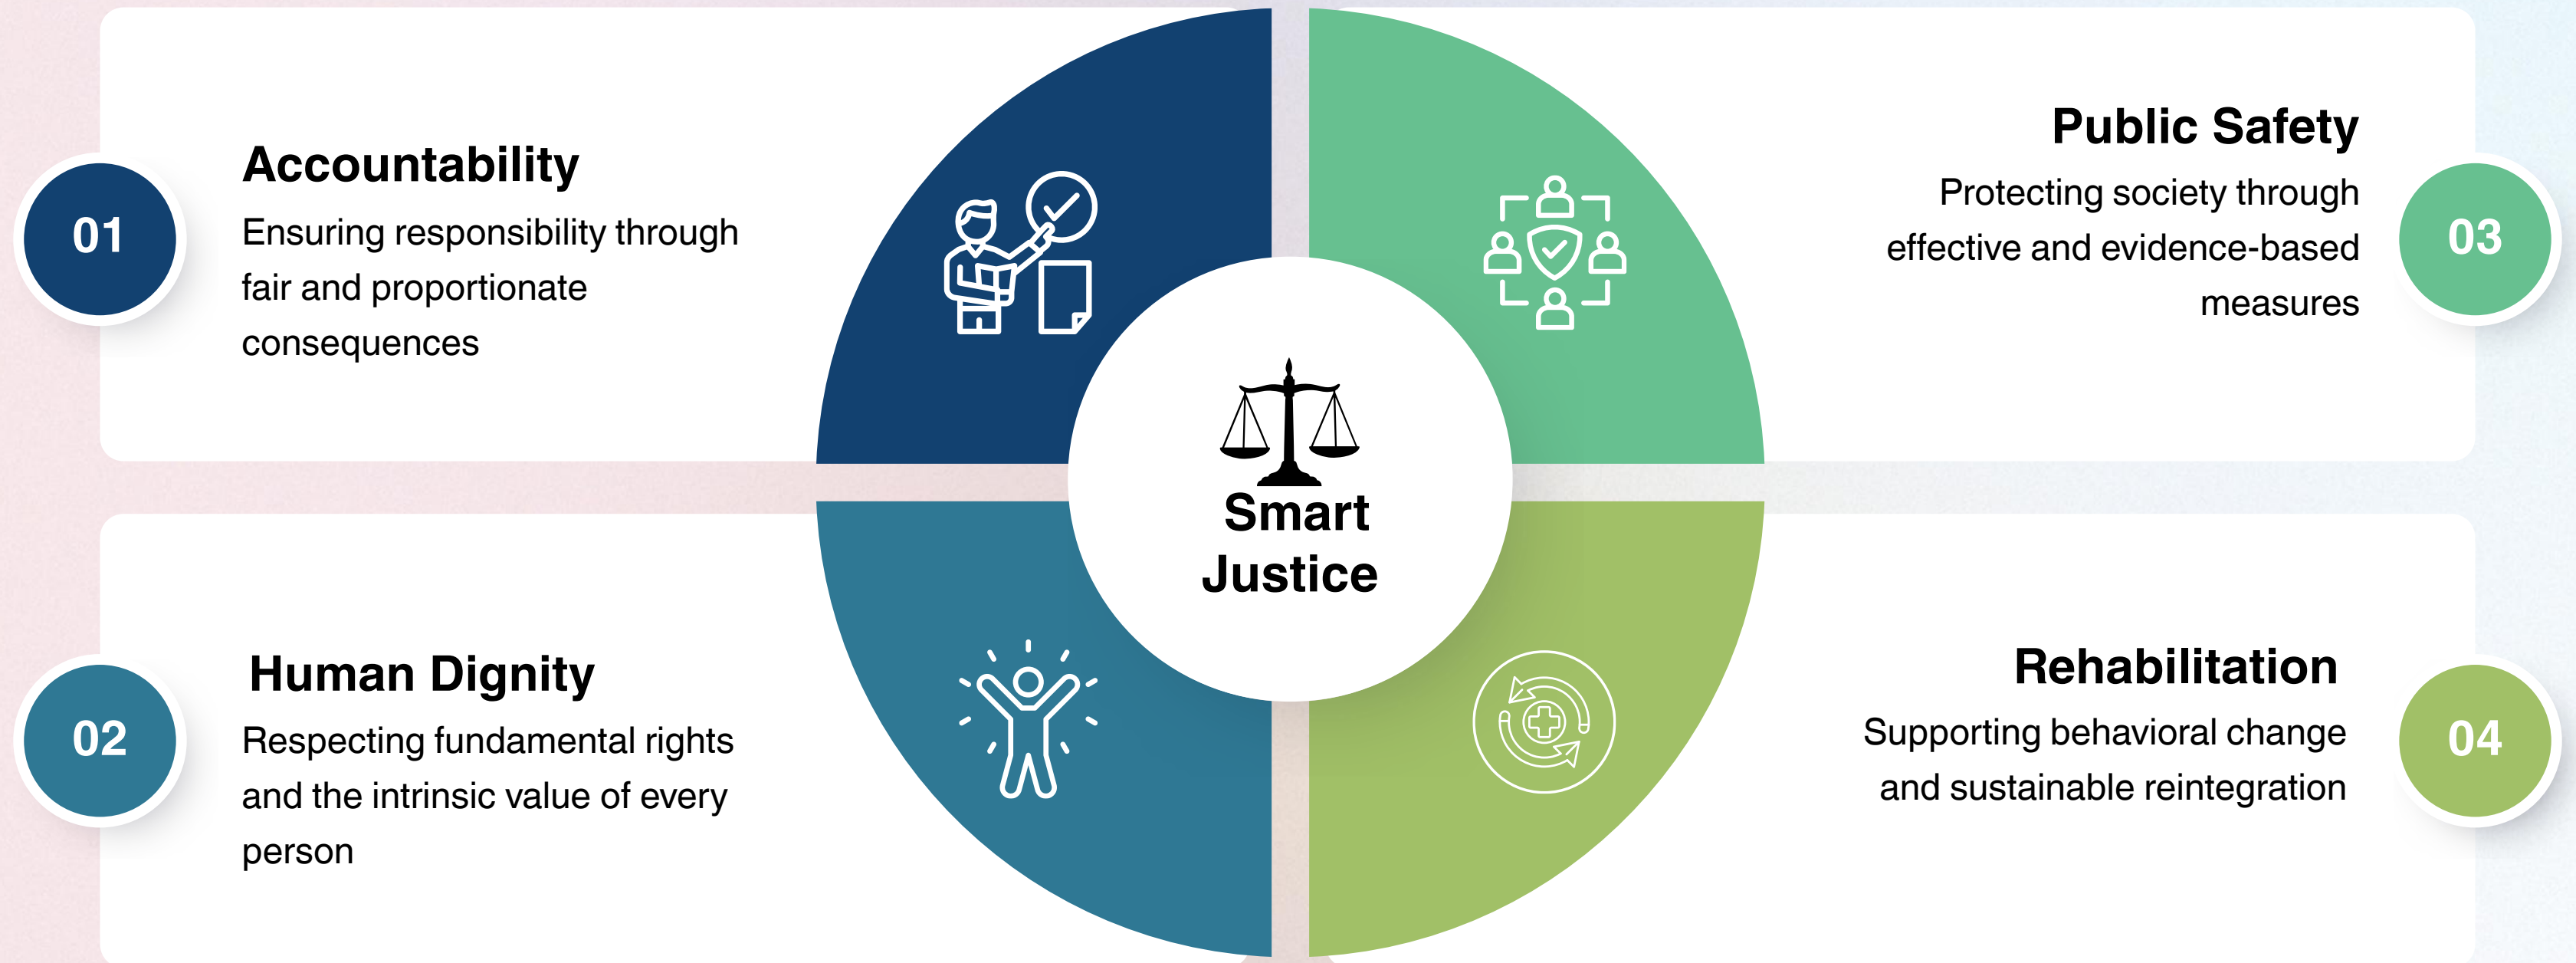 01
Accountability
Ensuring responsibility through
fair and proportionate
consequences
02
Human Dignity
Respecting fundamental rights
and the intrinsic value of every
person
Smart
Justice
Public Safety
Protecting society through
effective and evidence-based
measures
03
Rehabilitation
Supporting behavioral change
and sustainable reintegration
04